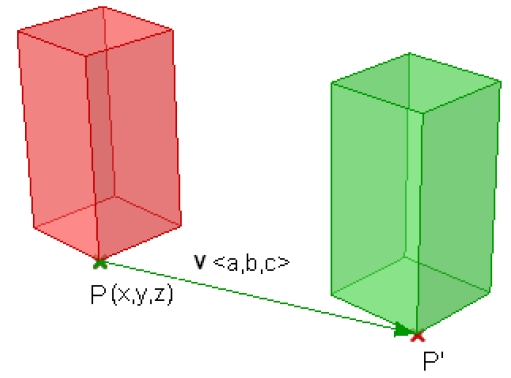 v <a,b,c>
P(x,y,z)
P'